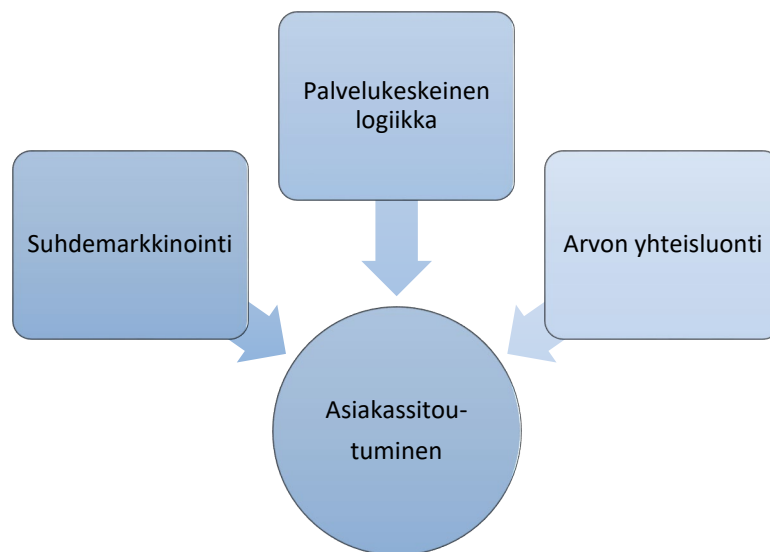 Palvelukeskeinen
logiikka
Suhdemarkkinointi
Arvon yhteisluonti
Asiakassitou-
tuminen